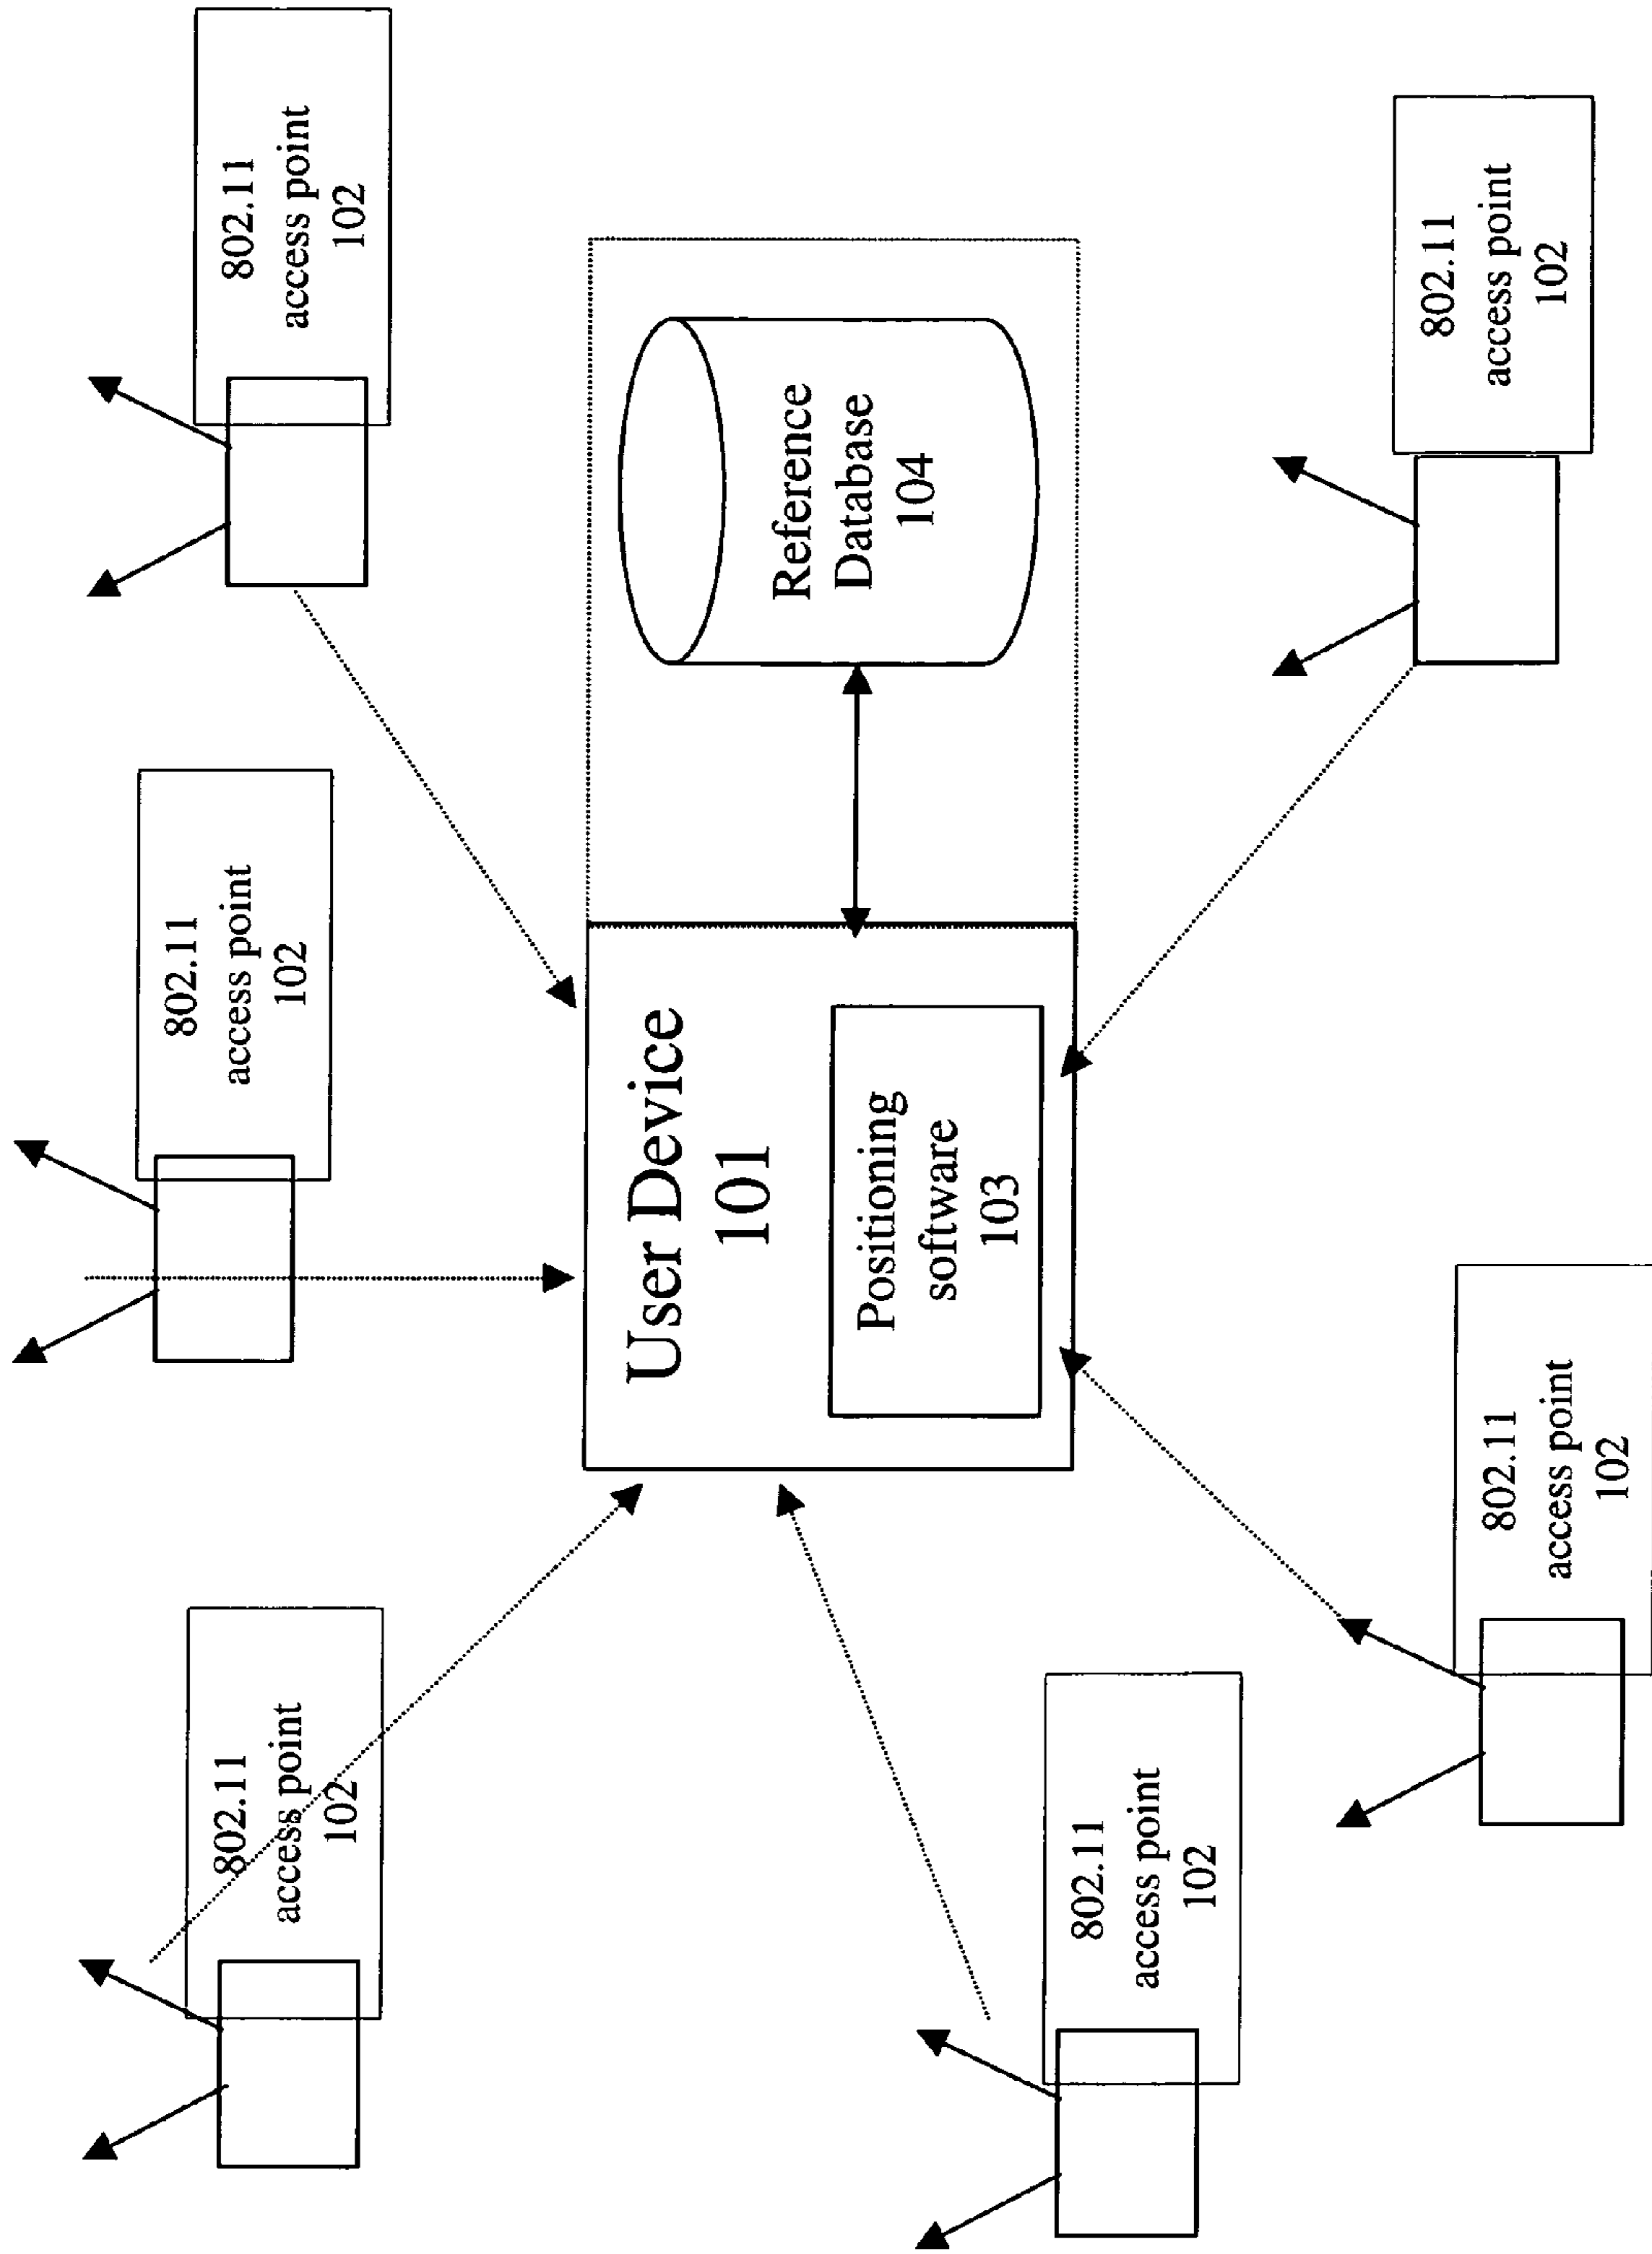 802.11
access point
102
802.11
access point
102
802.11
access point
102
User Device
101
Positioning
software
103
Reference
Database
104
802.11
access point
102
802.11
access point
102
802.11
access point
102